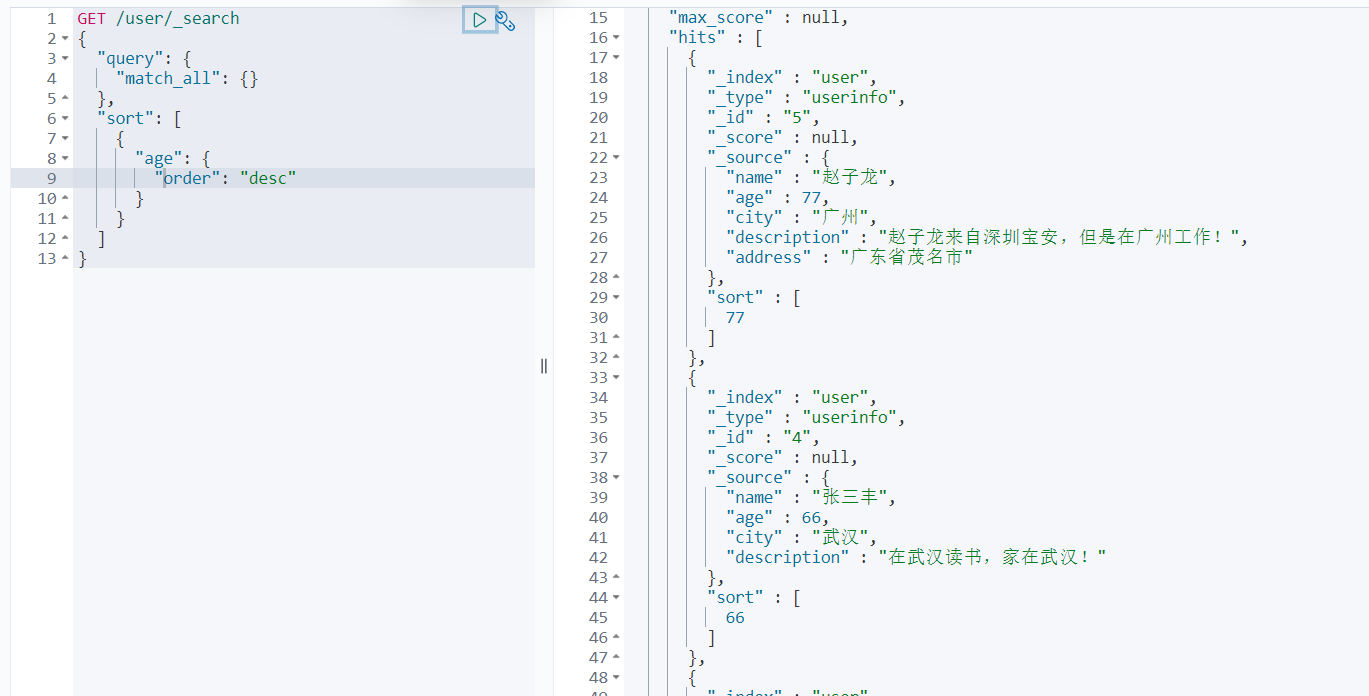 1 GET /user/_search
2 {
3 "query": {
4 "match_all": {}
5 },
6 "sort": [
7 {
8 "age": {
9 "order": "desc"
10 }
11 }
12 ]
13 }
15 "max_score" : null,
16 "hits" : [
17 {
18 "_index" : "user",
19 "_type" : "userinfo",
20 "_id" : "5",
21 "_score" : null,
22 "_source" : {
23 "name" : "赵子龙",
24 "age" : 77,
25 "city" : "广州",
26 "description" : "赵子龙来自深圳宝安，但是在广州工作！",
27 "address" : "广东省茂名市"
28 },
29 "sort" : [
30 77
31 ]
32 },
33 {
34 "_index" : "user",
35 "_type" : "userinfo",
36 "_id" : "4",
37 "_score" : null,
38 "_source" : {
39 "name" : "张三丰",
40 "age" : 66,
41 "city" : "武汉",
42 "description" : "在武汉读书，家在武汉！"
43 },
44 "sort" : [
45 66
46 ]
47 },
48 {
49 "_index" : "user",